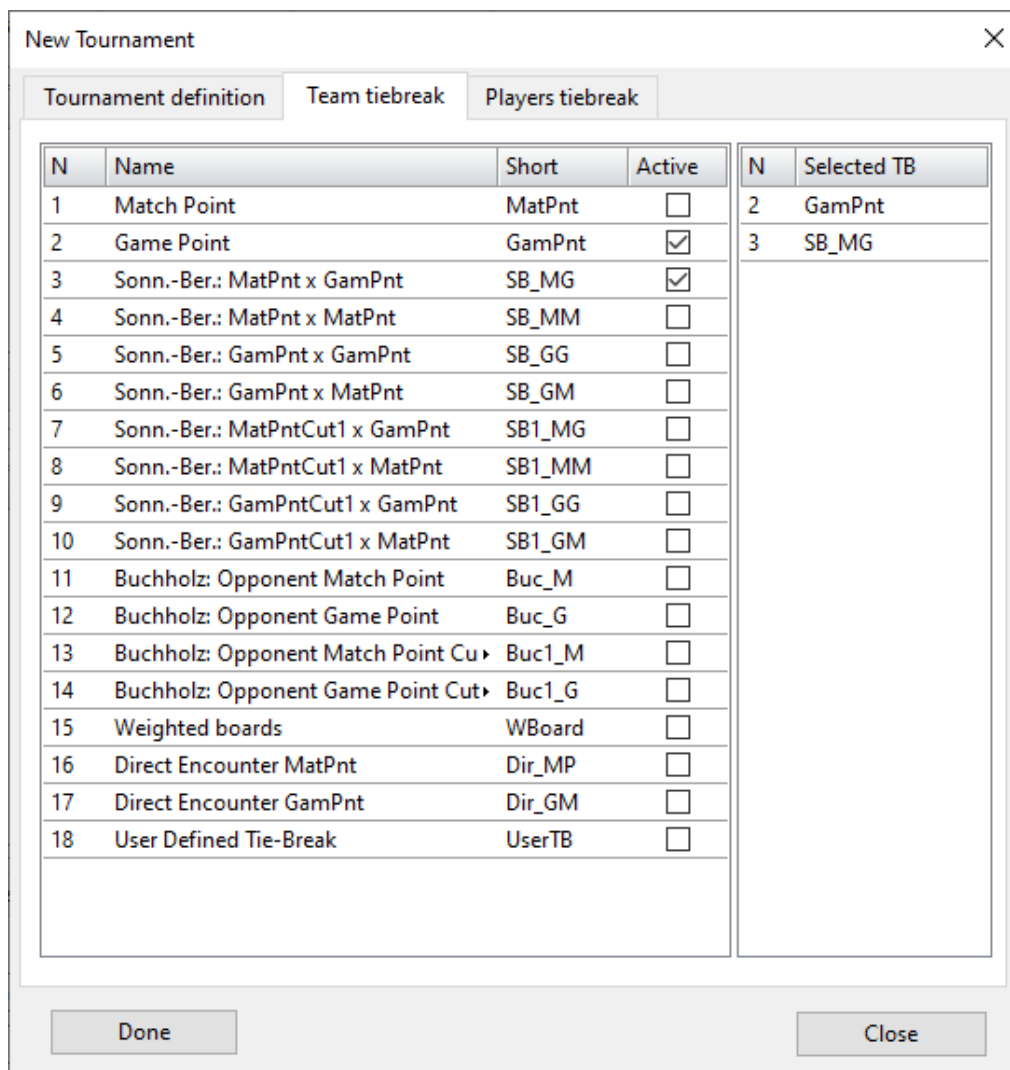 New Tournament
Tournament definition Team tiebreak Players tiebreak
N Name Short Active N Selected TB
1 Match Point MatPnt 2 GamPnt
2 Game Point GamPnt 3 SB_MG
3 Sonn.-Ber.: MatPnt x GamPnt SB_MG
4 Sonn.-Ber.: MatPnt x MatPnt SB_MM
5 Sonn.-Ber.: GamPnt x GamPnt SB_GG
6 Sonn.-Ber.: GamPnt x MatPnt SB_GM
7 Sonn.-Ber.: MatPntCut1 x GamPnt SB1_MG
8 Sonn.-Ber.: MatPntCut1 x MatPnt SB1_MM
9 Sonn.-Ber.: GamPntCut1 x GamPnt SB1_GG
10 Sonn.-Ber.: GamPntCut1 x MatPnt SB1_GM
11 Buchholz: Opponent Match Point Buc_M
12 Buchholz: Opponent Game Point Buc_G
13 Buchholz: Opponent Match Point Cu Buc1_M
14 Buchholz: Opponent Game Point Cut Buc1_G
15 Weighted boards WBoard
16 Direct Encounter MatPnt Dir_MP
17 Direct Encounter GamPnt Dir_GM
18 User Defined Tie-Break UserTB
Done Close